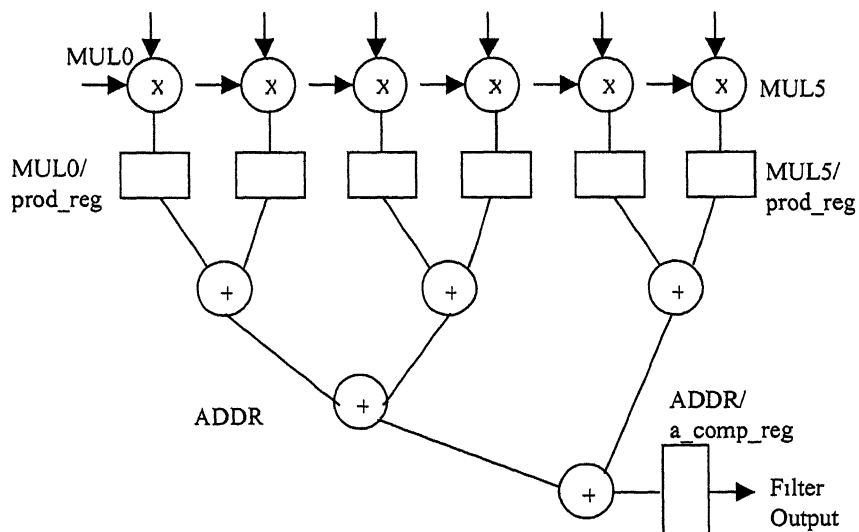 MUL0
X X X X X X
MUL5
MUL0/
prod_reg
MUL5/
prod_reg
+ + +
+
ADDR
ADDR/
a_comp_reg
+
Filter
Output